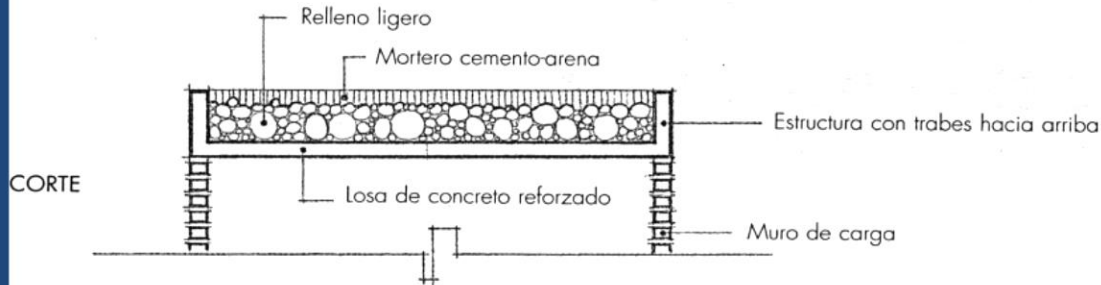 Relleno ligero
Mortero cemento-arena
Estructura con trabes hacia arriba
CORTE
Losa de concreto reforzado
Muro de carga